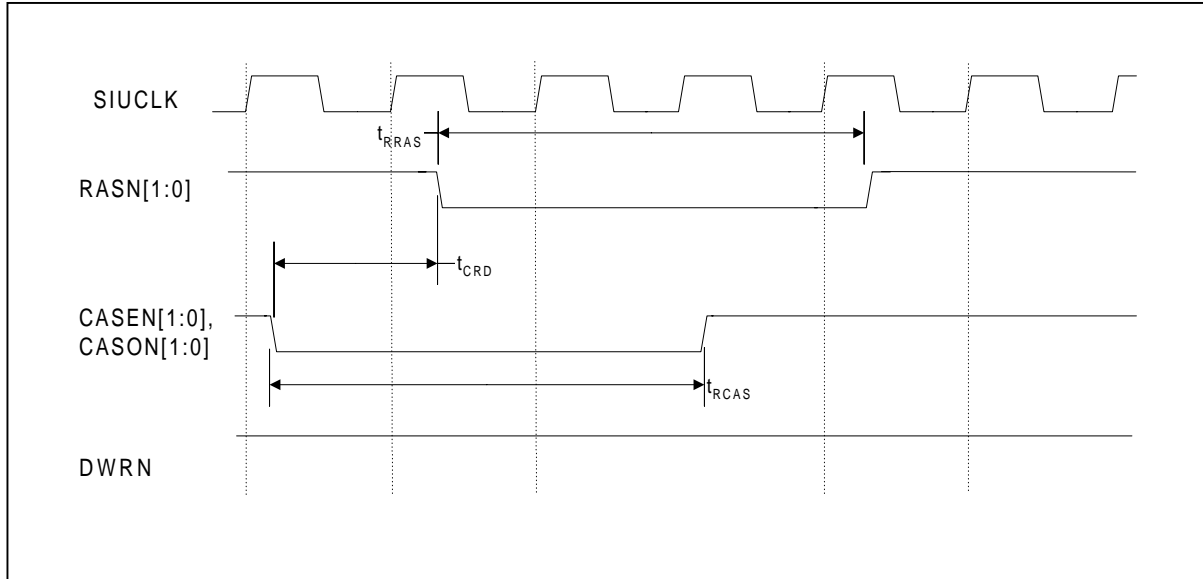 SIUCLK
tRRAS
RASN[1:0]
tCRD
CASEN[1:0],
CASON[1:0]
tRCAS
DWRN